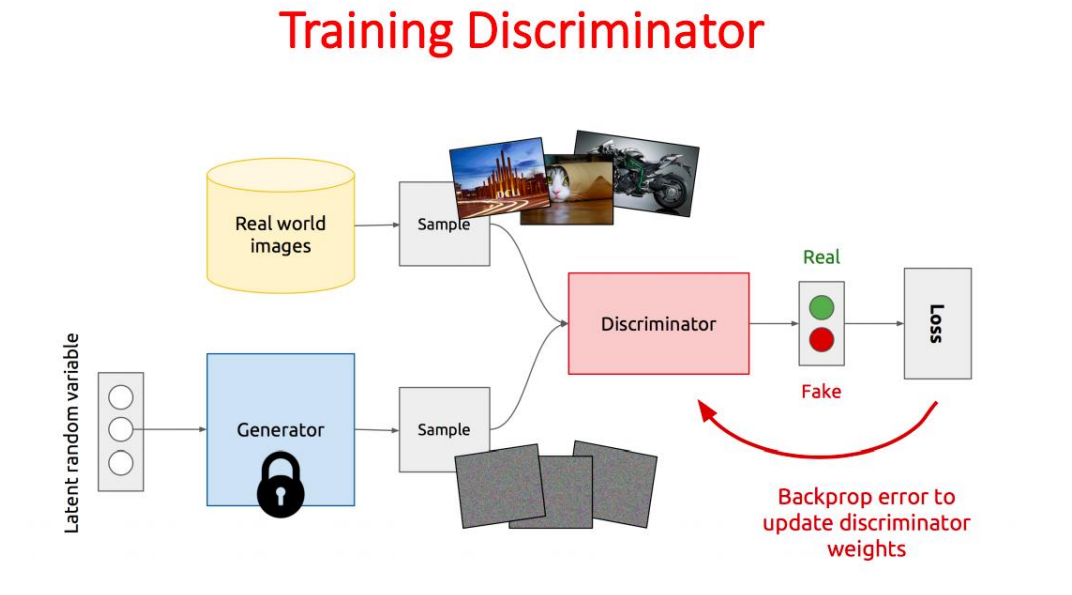 Training Discriminator
Real world
images
Sample
Latent random variable
Generator
Sample
Discriminator
Real
Fake
Loss
Backprop error to
update discriminator
weights